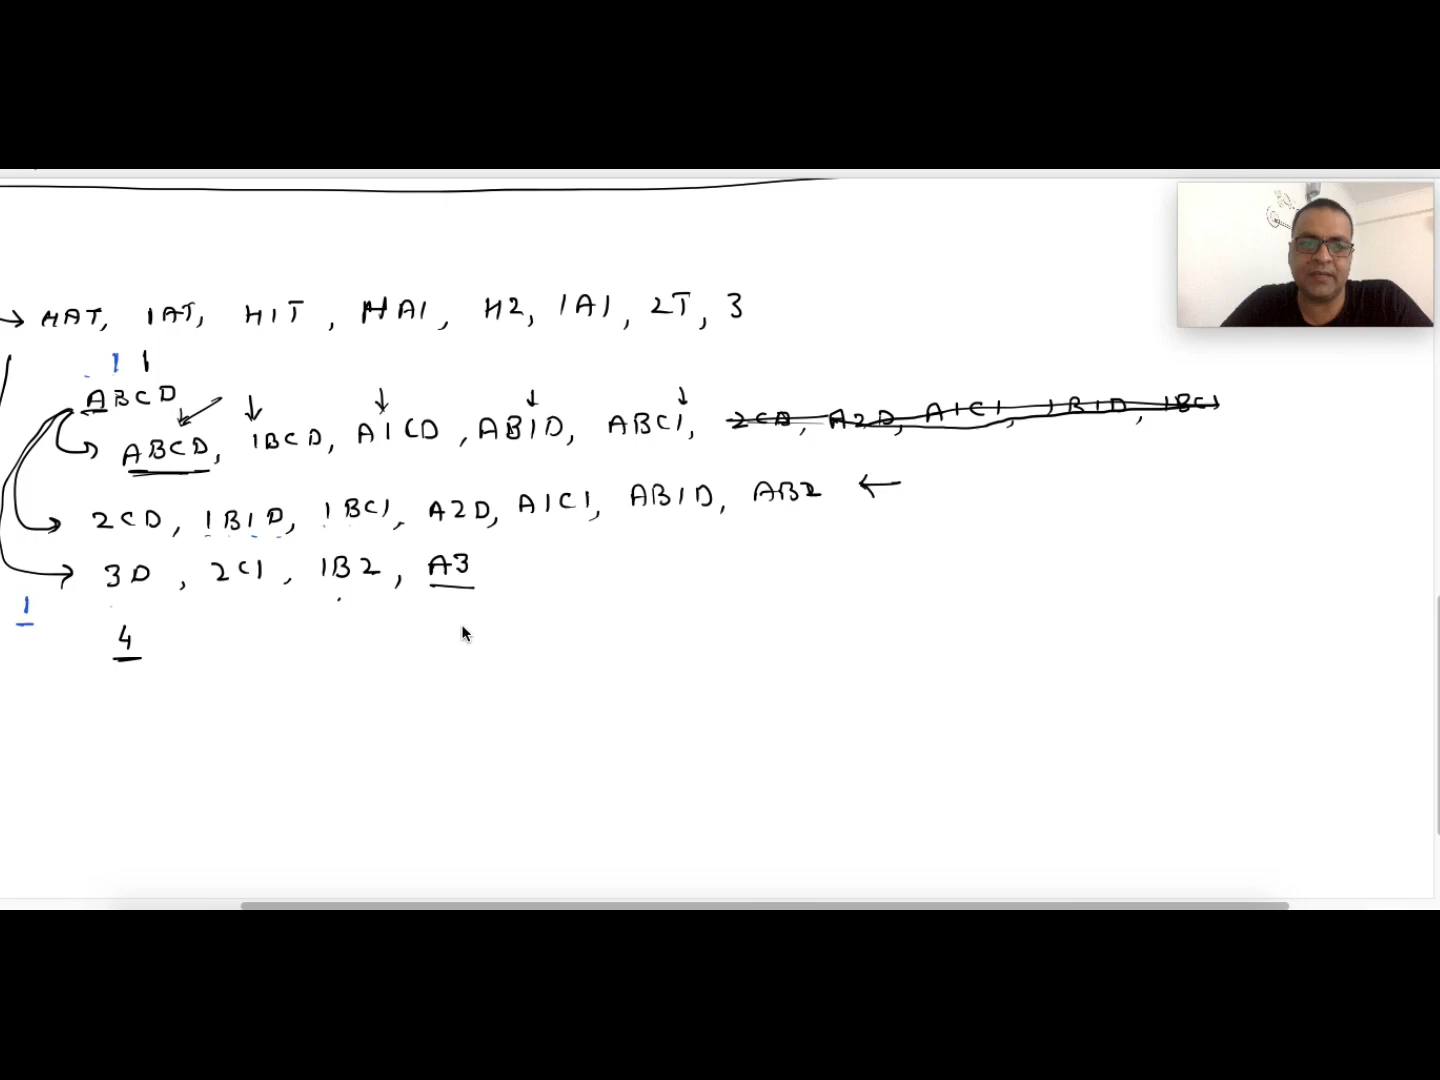 HAT, 1AT, H1T, HA1, H2, 1A1, 2T, 3
1 1
ABCD
ABCD, 1BCD, A1CD, AB1D, ABC1, 2CD, A2D, A1C1, 1B1D, 1BC1
2CD, 1B1D, 1BC1, A2D, A1C1, AB1D, AB2
3D, 2C1, 1B2, A3
1
4